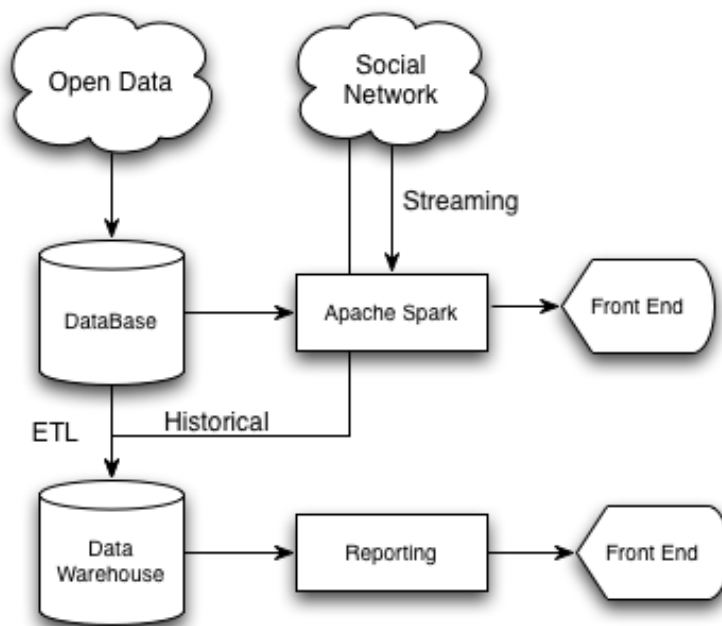 Open Data
Social
Network
Streaming
DataBase
Apache Spark
Front End
ETL
Historical
Data
Warehouse
Reporting
Front End